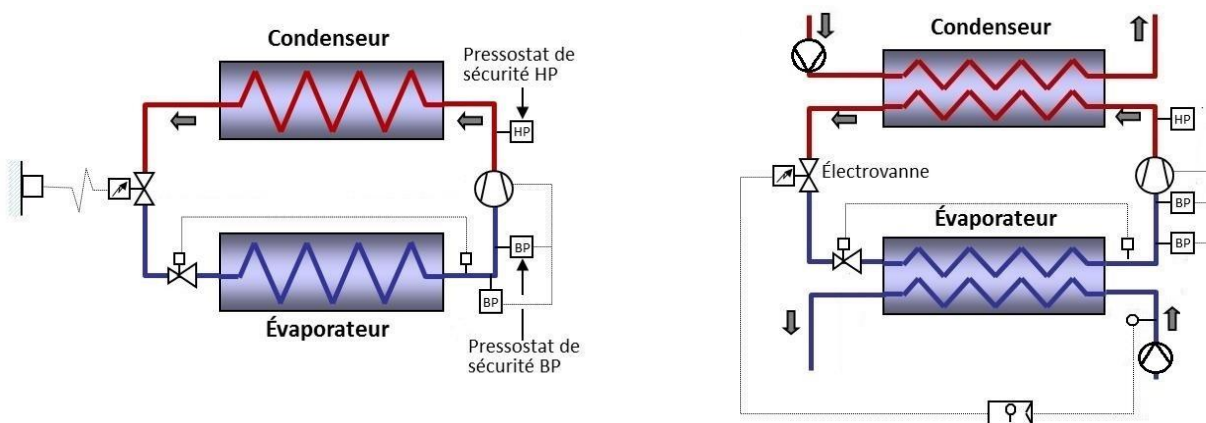 Condenseur
Pressostat de
sécurité HP
HP
BP
BP
Évaporateur
Pressostat de
sécurité BP
Condenseur
HP
Électrovanne
BP
Évaporateur
BP